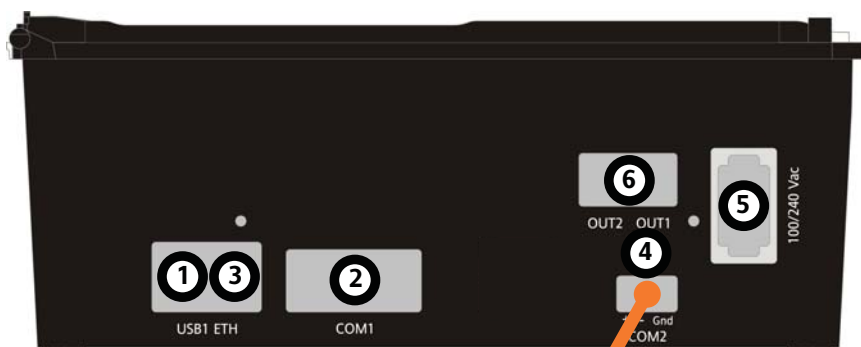 6
5
100/240 Vac
OUT2 OUT1
4
1 3
2
USB1 ETH
COM1
Gnd
COM2